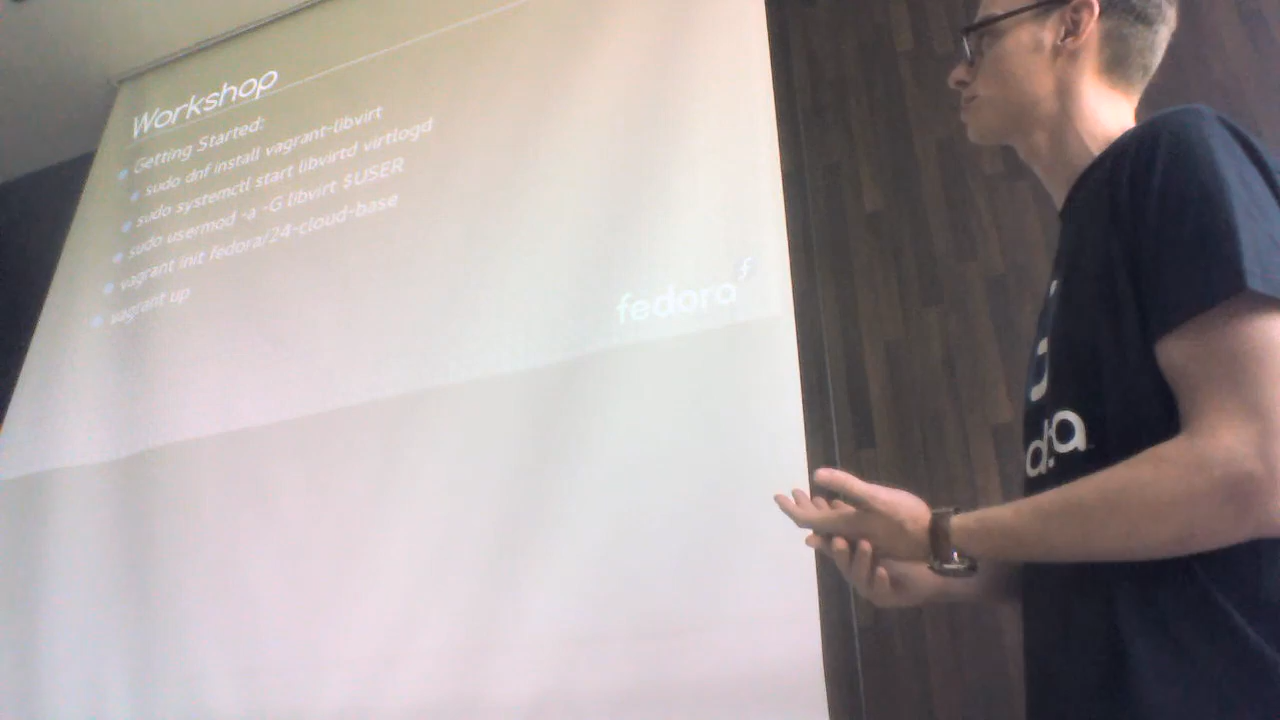 Workshop
Getting Started:
sudo dnf install vagrant-libvirt
sudo systemctl start libvirtd virtlogd
sudo usermod -a -G libvirt $USER
vagrant init fedora/24-cloud-base
vagrant up
fedora